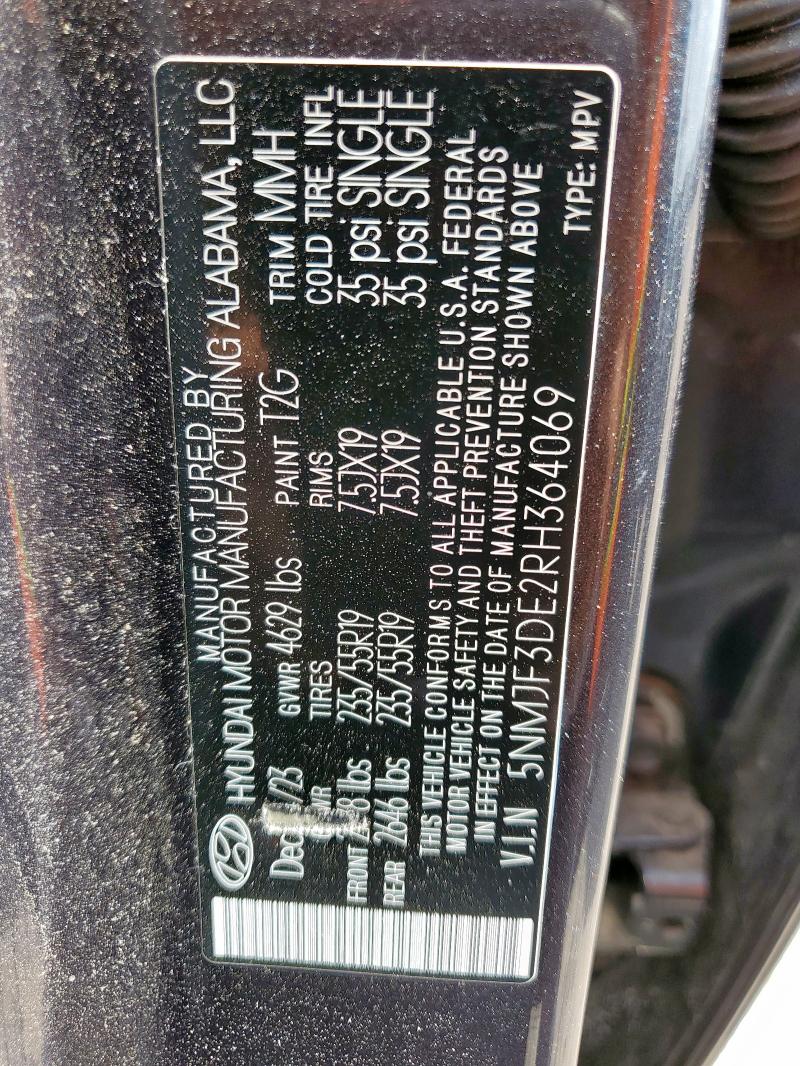 MANUFACTURED BY
HYUNDAI MOTOR MANUFACTURING ALABAMA, LLC
Dec /23 GVWR 4629 lbs PAINT T2G TRIM MMH
TIRES RIMS COLD TIRE INFL
FRONT lbs 235/55R19 7.5JX19 35 psi SINGLE
REAR 2646 lbs 235/55R19 7.5JX19 35 psi SINGLE
THIS VEHICLE CONFORMS TO ALL APPLICABLE U.S.A. FEDERAL
MOTOR VEHICLE SAFETY AND THEFT PREVENTION STANDARDS
IN EFFECT ON THE DATE OF MANUFACTURE SHOWN ABOVE
V.I.N 5NMJF3DE2RH364069
TYPE: MPV